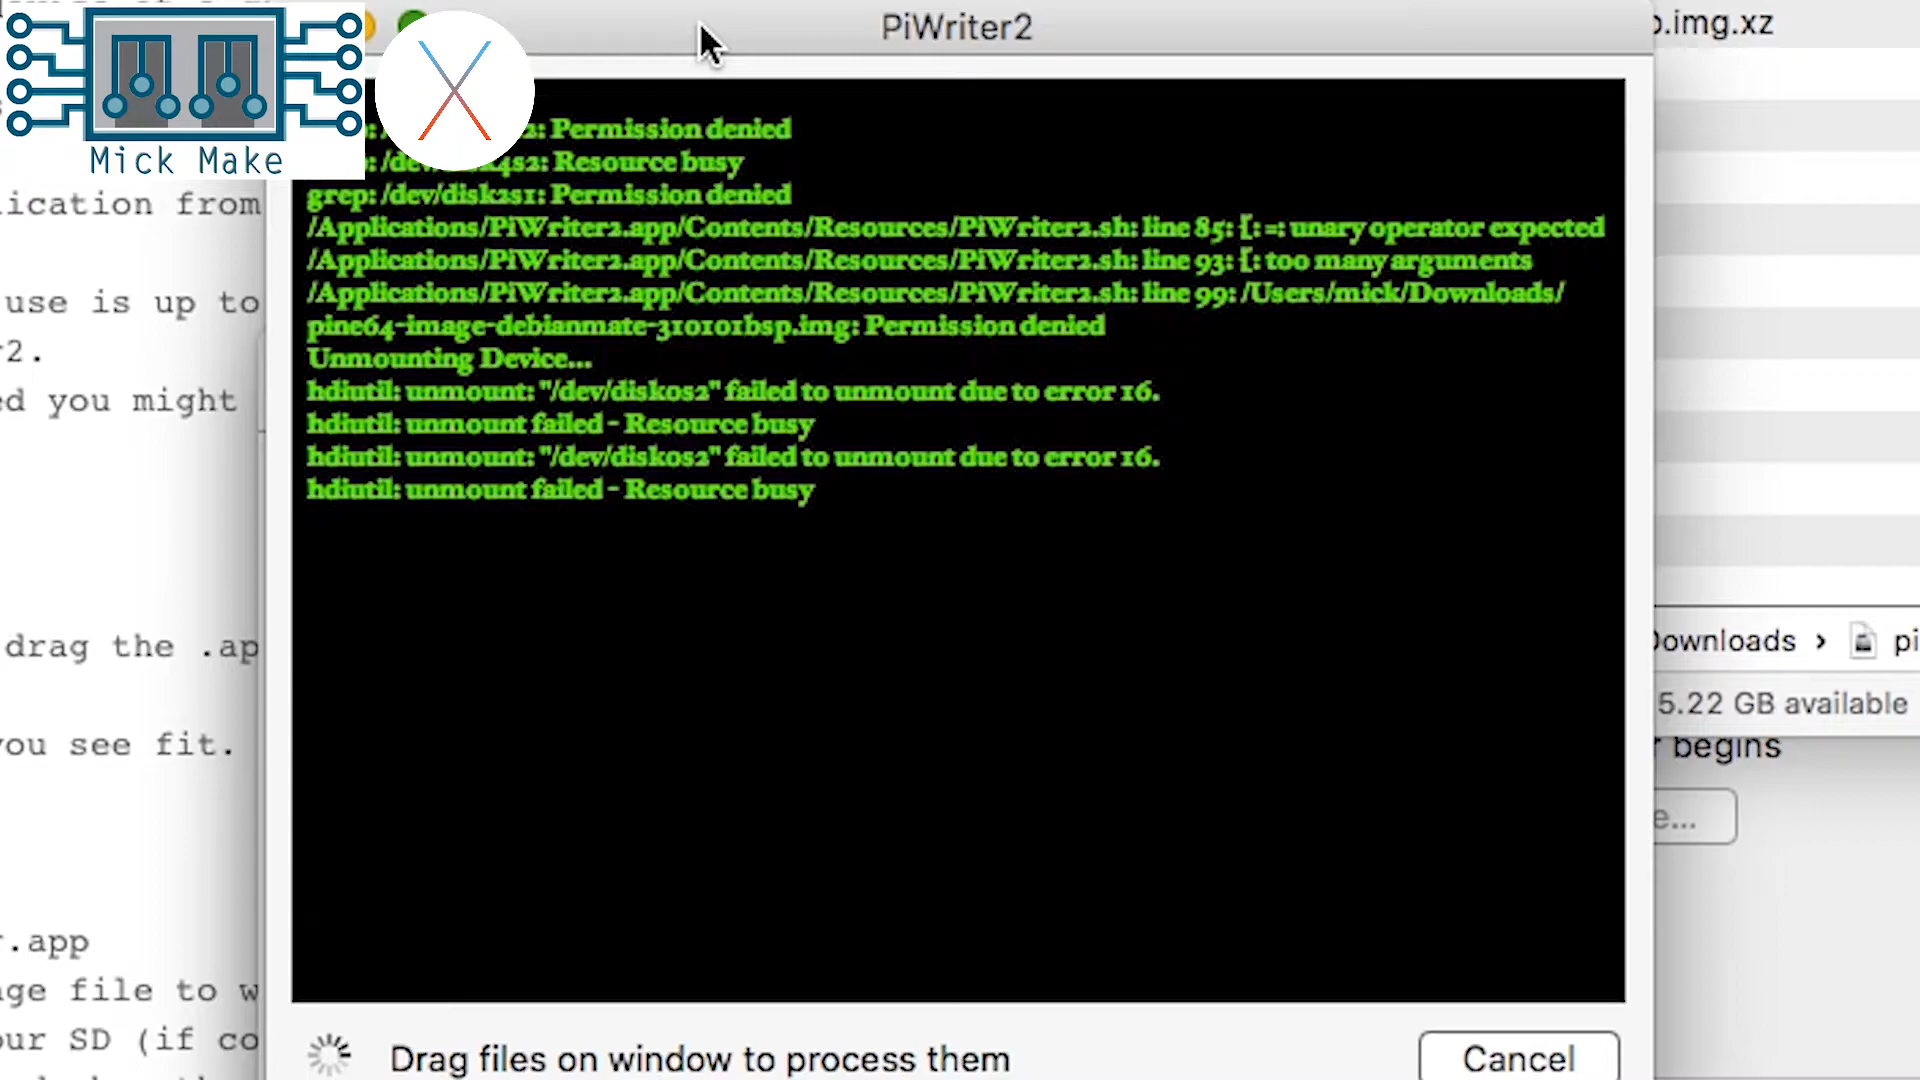 PiWriter2
.img.xz
Mick Make
: Permission denied
: Resource busy
grep: /dev/disk2s1: Permission denied
/Applications/PiWriter2.app/Contents/Resources/PiWriter2.sh: line 85: [: =: unary operator expected
/Applications/PiWriter2.app/Contents/Resources/PiWriter2.sh: line 93: [: too many arguments
/Applications/PiWriter2.app/Contents/Resources/PiWriter2.sh: line 99: /Users/mick/Downloads/
pine64-image-debianmate-310101bsp.img: Permission denied
Unmounting Device...
hdiutil: unmount: "/dev/disk0s2" failed to unmount due to error 16.
hdiutil: unmount failed - Resource busy
hdiutil: unmount: "/dev/disk0s2" failed to unmount due to error 16.
hdiutil: unmount failed - Resource busy
ication from
use is up to
2.
d you might
drag the .ap
ou see fit.
.app
ge file to w
ur SD (if co
ownloads › pi
5.22 GB available
begins
e...
Drag files on window to process them
Cancel